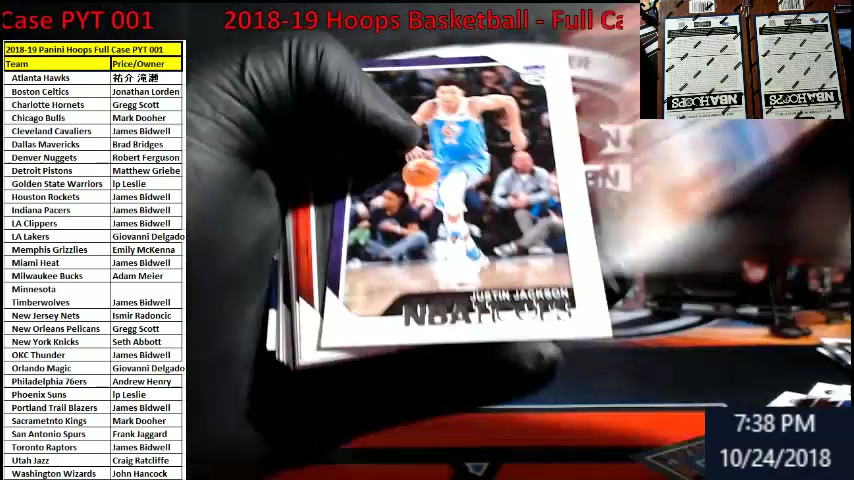 Case PYT 001
2018-19 Hoops Basketball - Full Ca
2018-19 Panini Hoops Full Case PYT 001
Team Price/Owner
Atlanta Hawks 祐介 滝瀬
Boston Celtics Jonathan Lorden
Charlotte Hornets Gregg Scott
Chicago Bulls Mark Dooher
Cleveland Cavaliers James Bidwell
Dallas Mavericks Brad Bridges
Denver Nuggets Robert Ferguson
Detroit Pistons Matthew Griebe
Golden State Warriors lp Leslie
Houston Rockets James Bidwell
Indiana Pacers James Bidwell
LA Clippers James Bidwell
LA Lakers Giovanni Delgado
Memphis Grizzlies Emily McKenna
Miami Heat James Bidwell
Milwaukee Bucks Adam Meier
Minnesota
Timberwolves James Bidwell
New Jersey Nets Ismir Radoncic
New Orleans Pelicans Gregg Scott
New York Knicks Seth Abbott
OKC Thunder James Bidwell
Orlando Magic Giovanni Delgado
Philadelphia 76ers Andrew Henry
Phoenix Suns lp Leslie
Portland Trail Blazers James Bidwell
Sacrametnto Kings Mark Dooher
San Antonio Spurs Frank Jaggard
Toronto Raptors James Bidwell
Utah Jazz Craig Ratcliffe
Washington Wizards John Hancock
JUSTIN JACKSON
NBA HOOPS
NBA HOOPS
NBA HOOPS
7:38 PM
10/24/2018